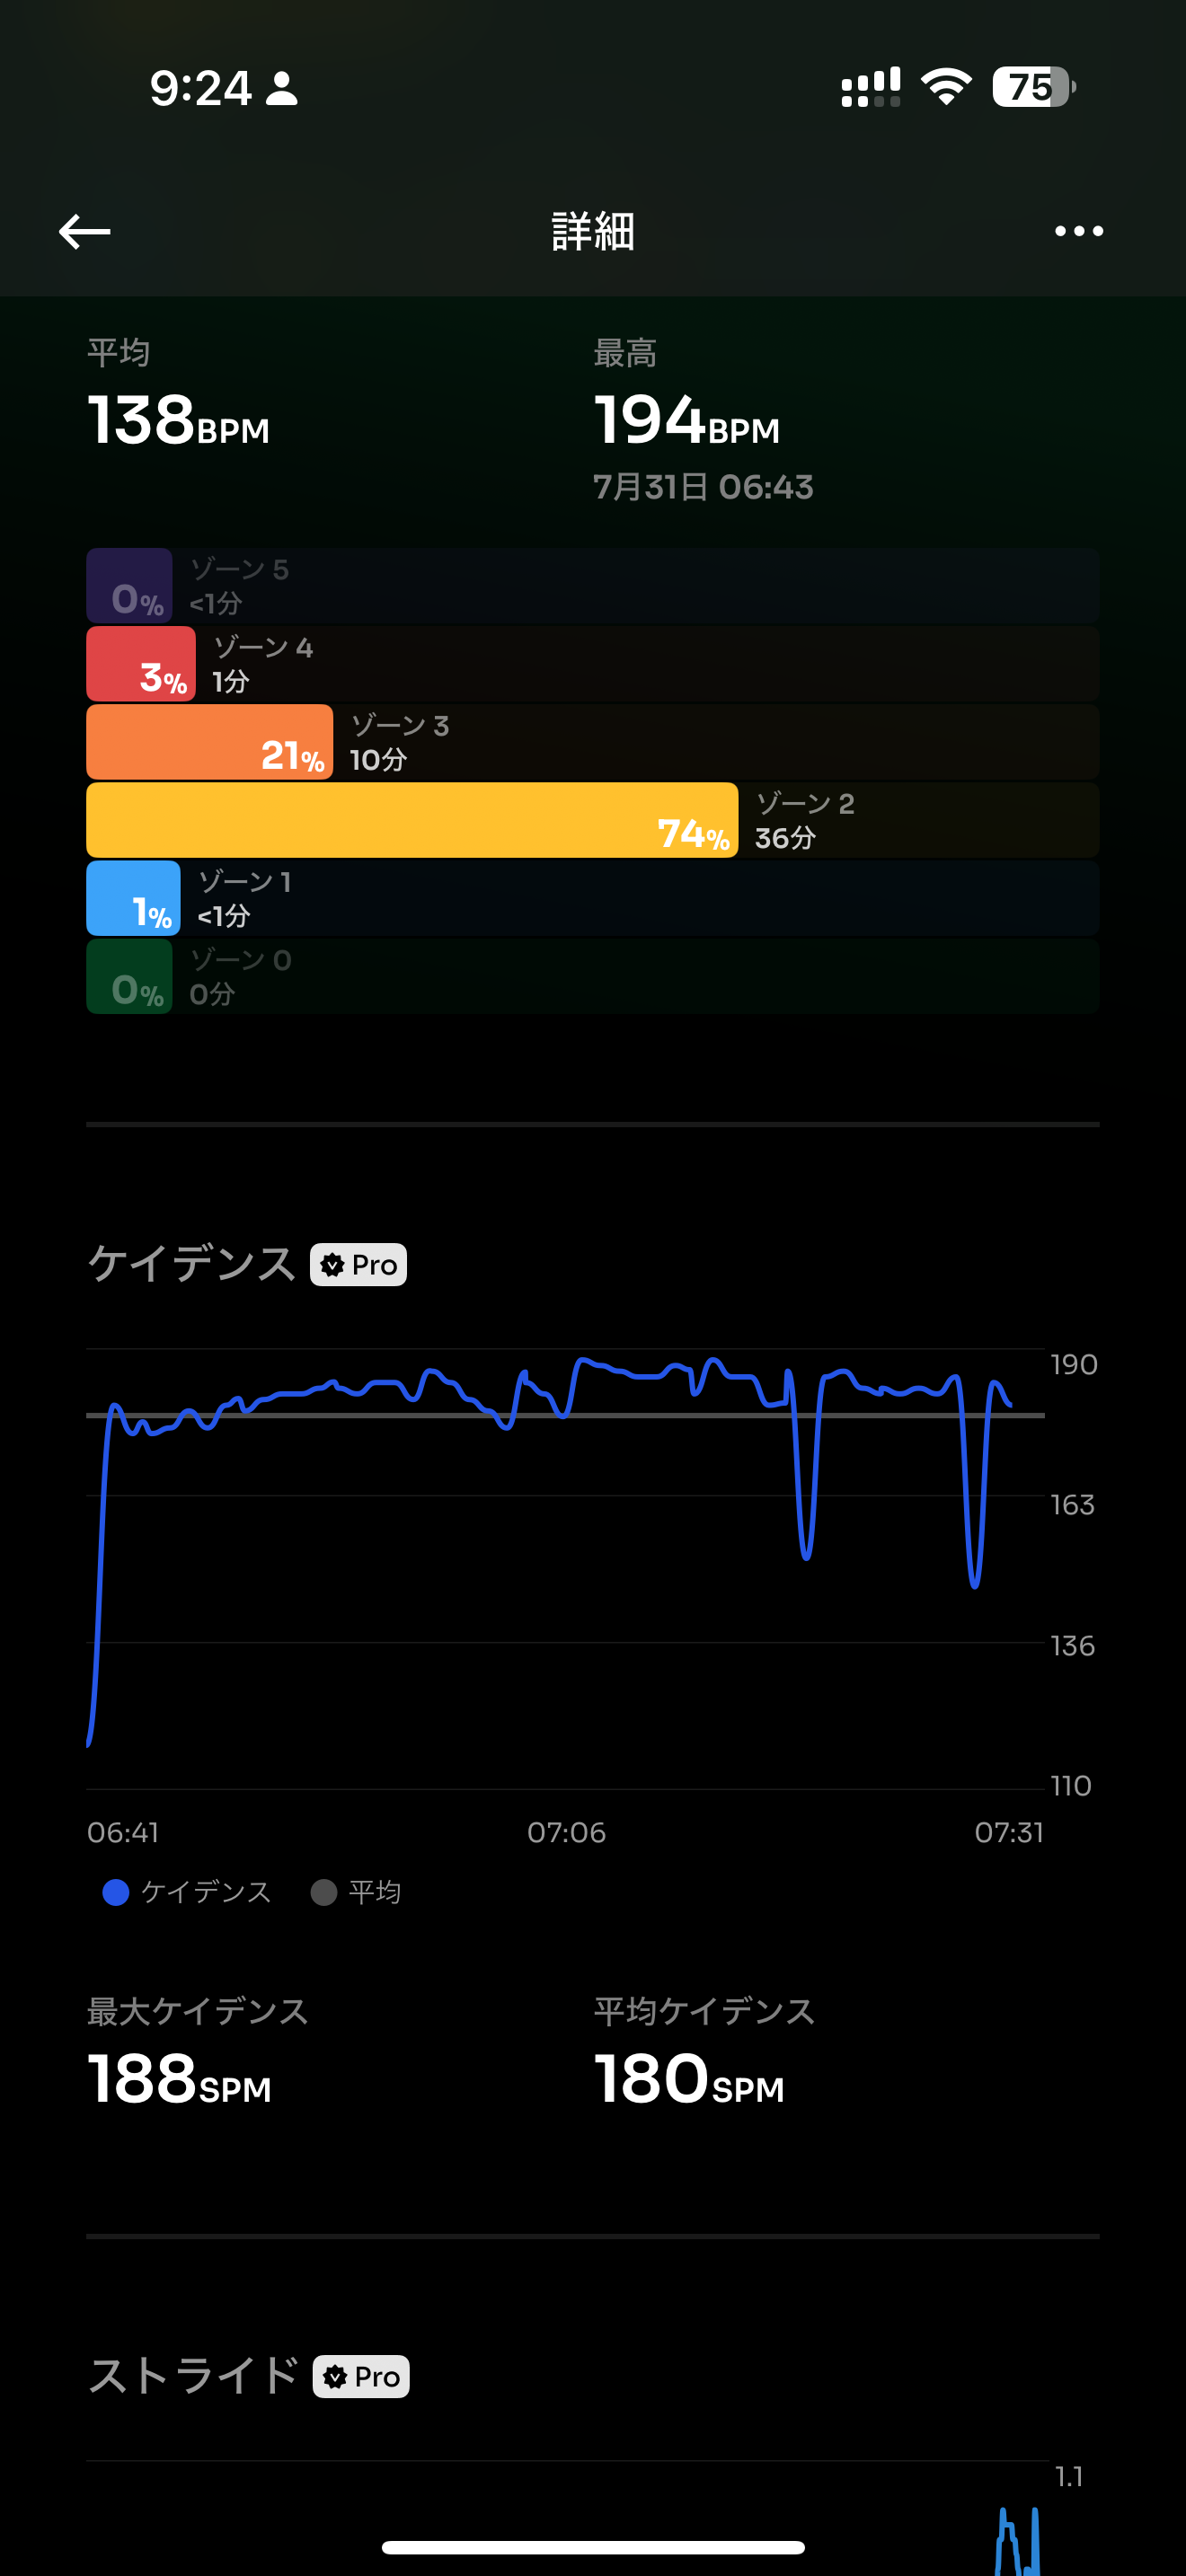 9:24
75
詳細
平均 最高
138BPM 194BPM
7月31日 06:43
0% ゾーン 5
<1分
3% ゾーン 4
1分
21% ゾーン 3
10分
74% ゾーン 2
36分
1% ゾーン 1
<1分
0% ゾーン 0
0分
ケイデンス Pro
190
163
136
110
06:41 07:06 07:31
ケイデンス 平均
最大ケイデンス 平均ケイデンス
188SPM 180SPM
ストライド Pro
1.1